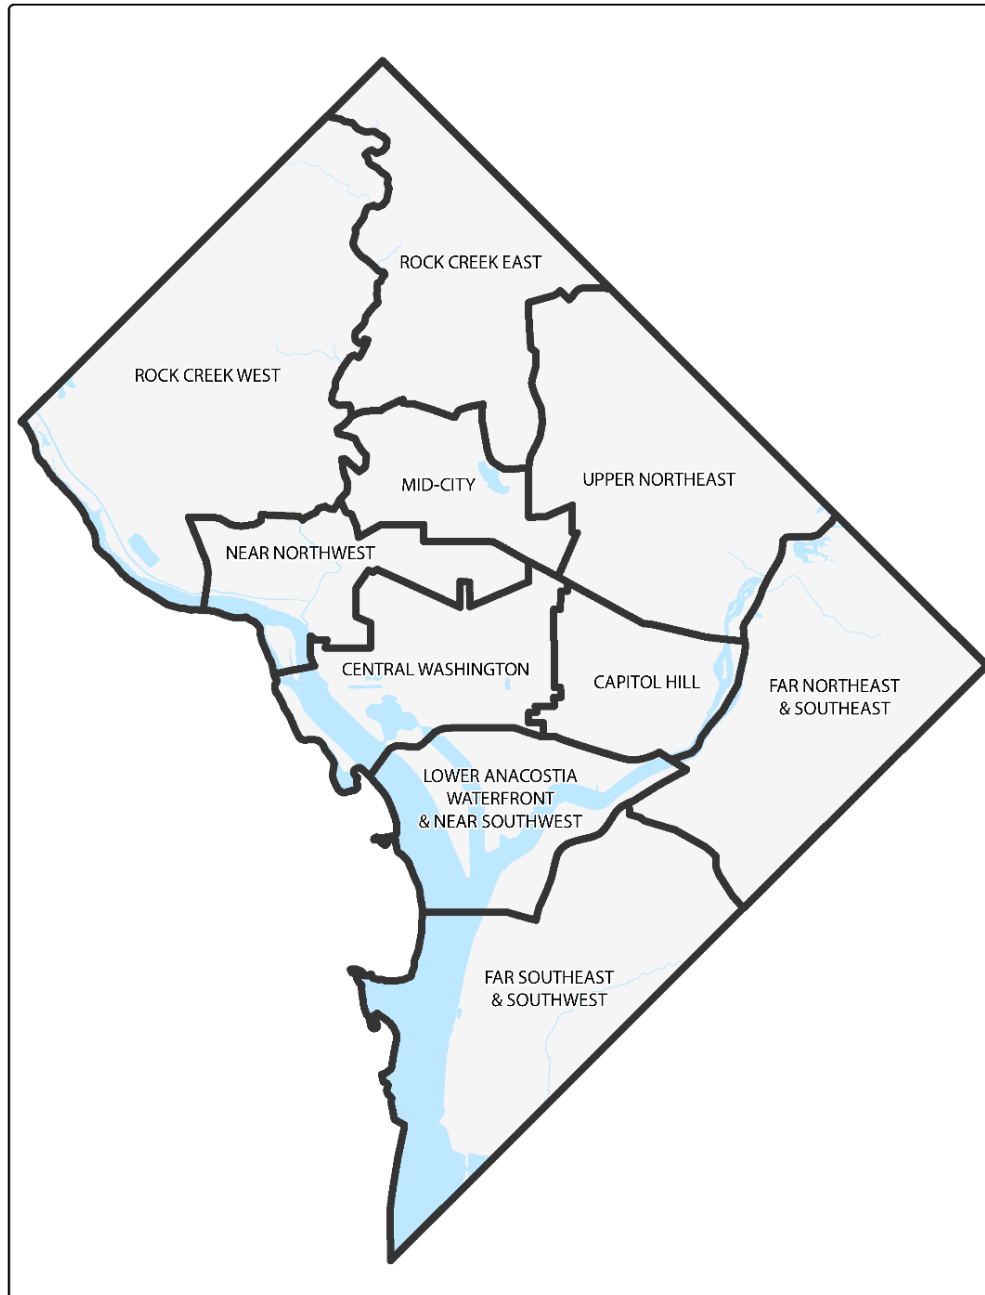 ROCK CREEK EAST
ROCK CREEK WEST
MID-CITY
UPPER NORTHEAST
NEAR NORTHWEST
CENTRAL WASHINGTON
CAPITOL HILL
FAR NORTHEAST
& SOUTHEAST
LOWER ANACOSTIA
WATERFRONT
& NEAR SOUTHWEST
FAR SOUTHEAST
& SOUTHWEST